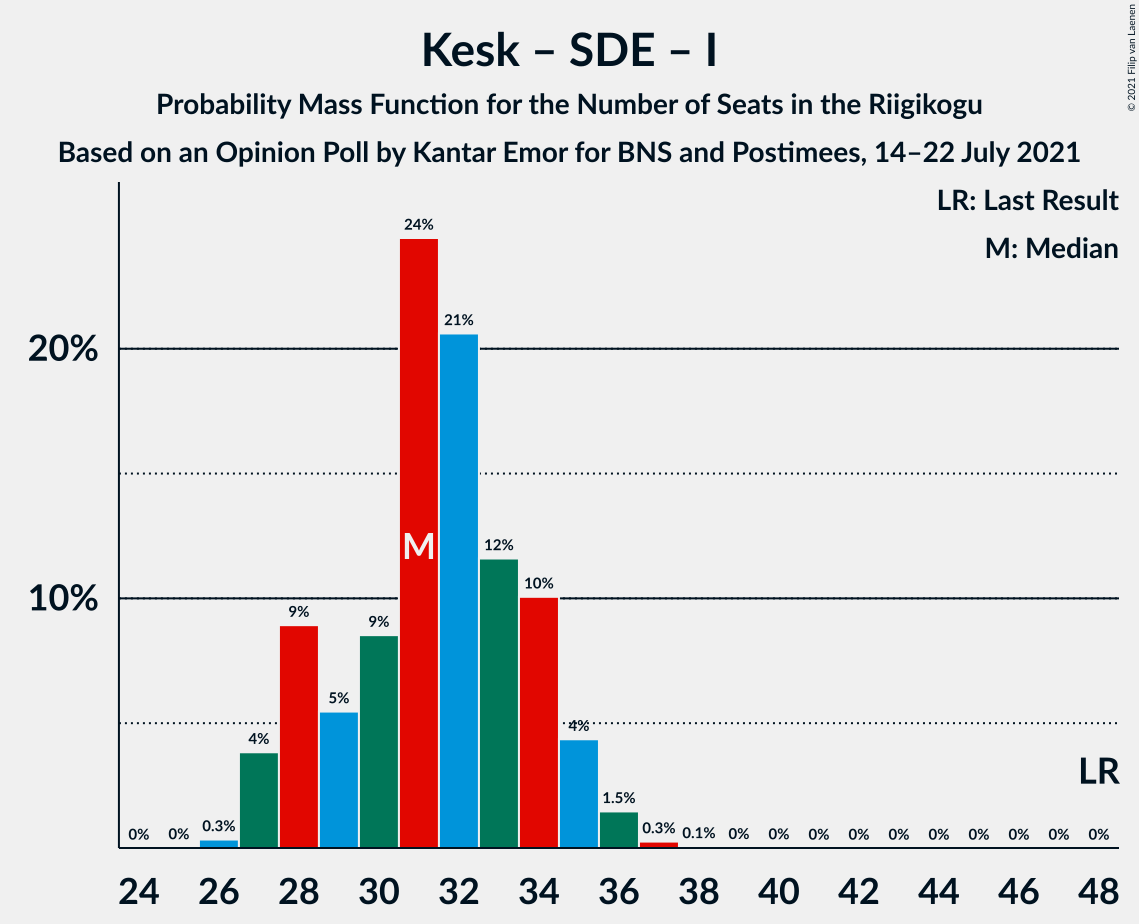 Kesk – SDE – I
Probability Mass Function for the Number of Seats in the Riigikogu
Based on an Opinion Poll by Kantar Emor for BNS and Postimees, 14–22 July 2021
© 2021 Filip van Laenen
LR: Last Result
M: Median
20%
10%
0% 0% 0.3% 4% 9% 5% 9% 24% 21% 12% 10% 4% 1.5% 0.3% 0.1% 0% 0% 0% 0% 0% 0% 0% 0% 0% 0%
M
LR
24 26 28 30 32 34 36 38 40 42 44 46 48